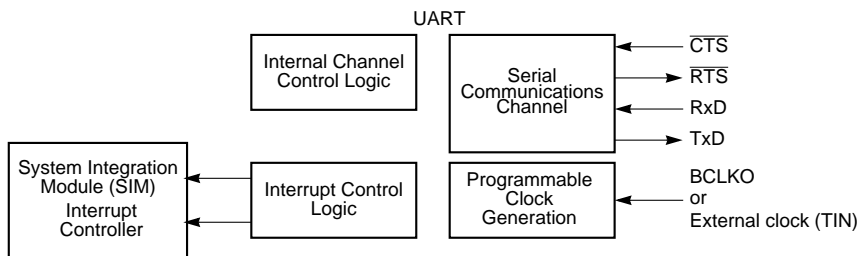 UART
Internal Channel
Control Logic
Serial
Communications
Channel
CTS
RTS
RxD
TxD
System Integration
Module (SIM)
Interrupt
Controller
Interrupt Control
Logic
Programmable
Clock
Generation
BCLKO
or
External clock (TIN)